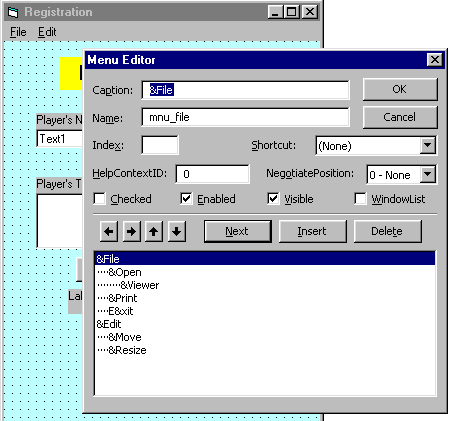 Registration
File Edit
Player's N
Text1
Player's T
Lal
Menu Editor
Caption: &File
OK
Name: mnu_file
Cancel
Index:
Shortcut: (None)
HelpContextID: 0
NegotiatePosition: 0 - None
Checked
Enabled
Visible
WindowList
Next
Insert
Delete
&File
····&Open
········&Viewer
····&Print
····E&xit
&Edit
····&Move
····&Resize